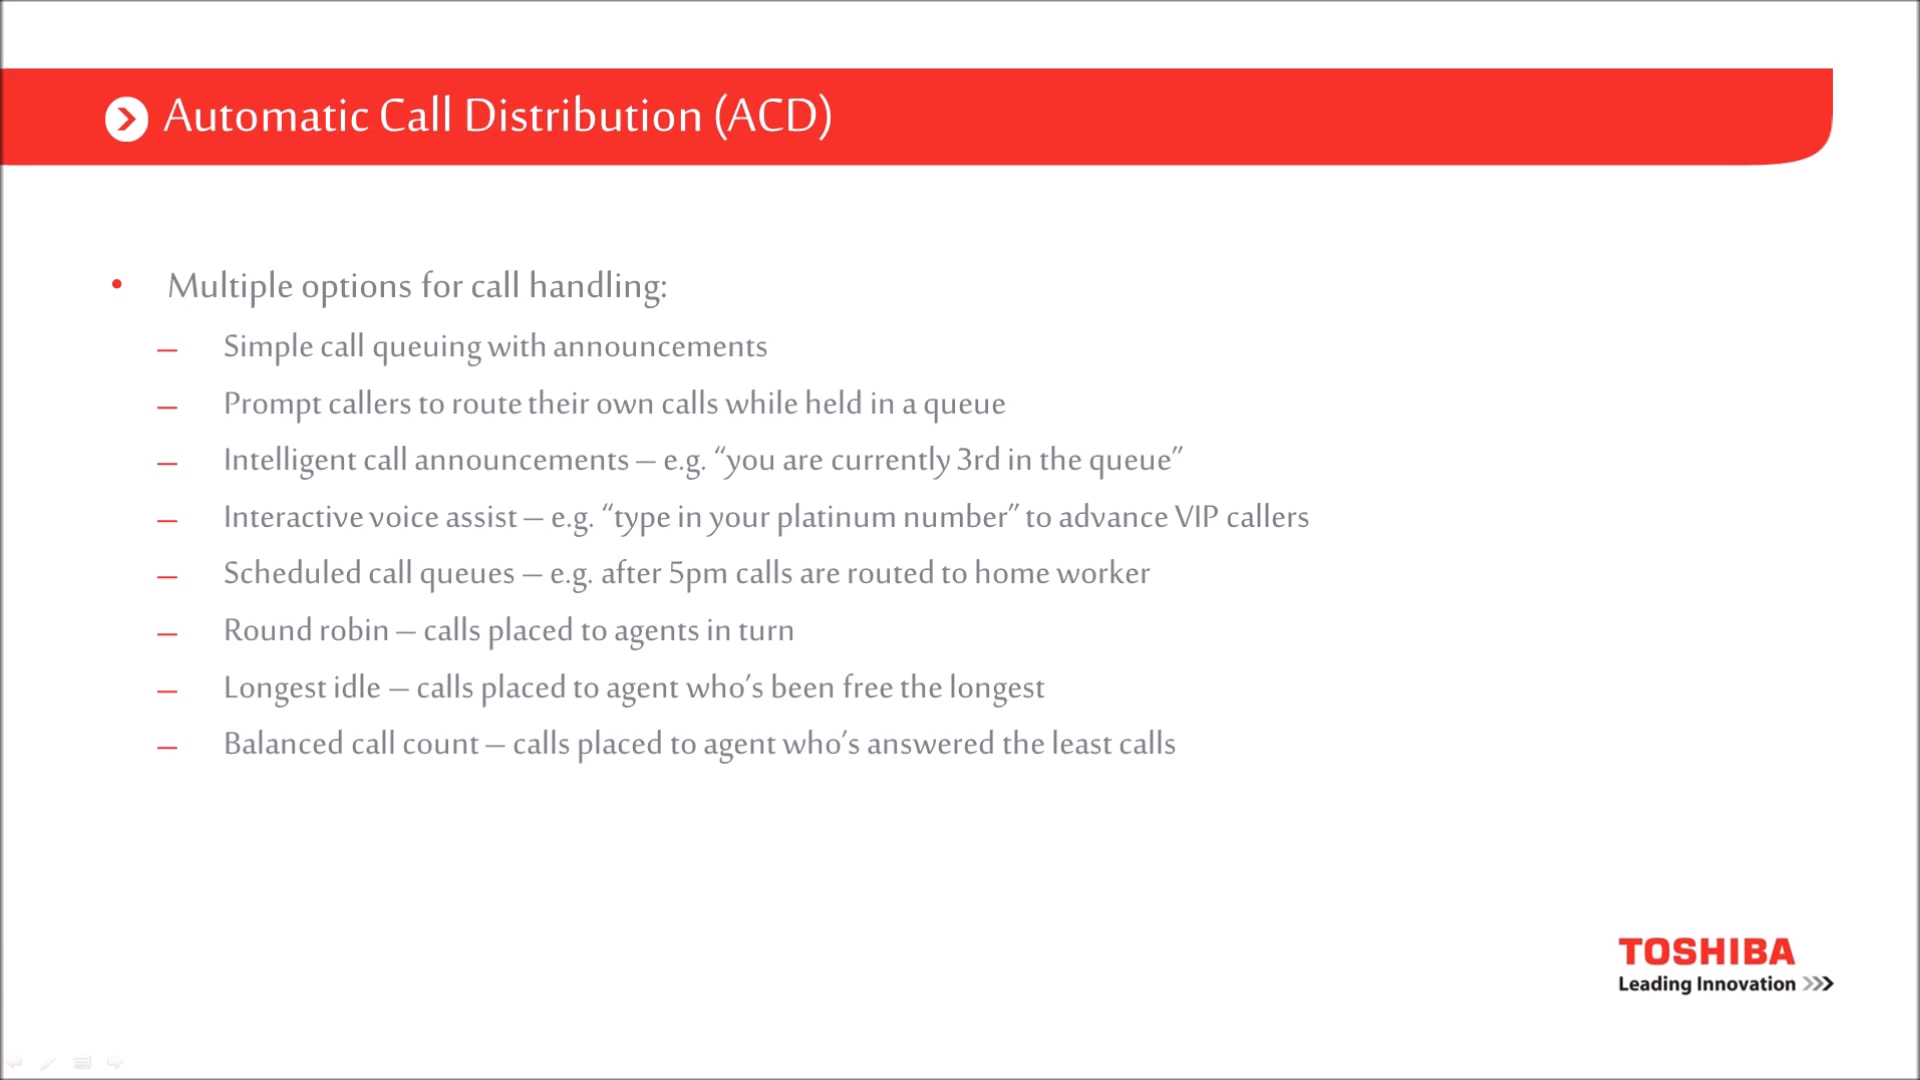 Automatic Call Distribution (ACD)
• Multiple options for call handling:
– Simple call queuing with announcements
– Prompt callers to route their own calls while held in a queue
– Intelligent call announcements – e.g. “you are currently 3rd in the queue”
– Interactive voice assist – e.g. “type in your platinum number” to advance VIP callers
– Scheduled call queues – e.g. after 5pm calls are routed to home worker
– Round robin – calls placed to agents in turn
– Longest idle – calls placed to agent who’s been free the longest
– Balanced call count – calls placed to agent who’s answered the least calls
TOSHIBA
Leading Innovation